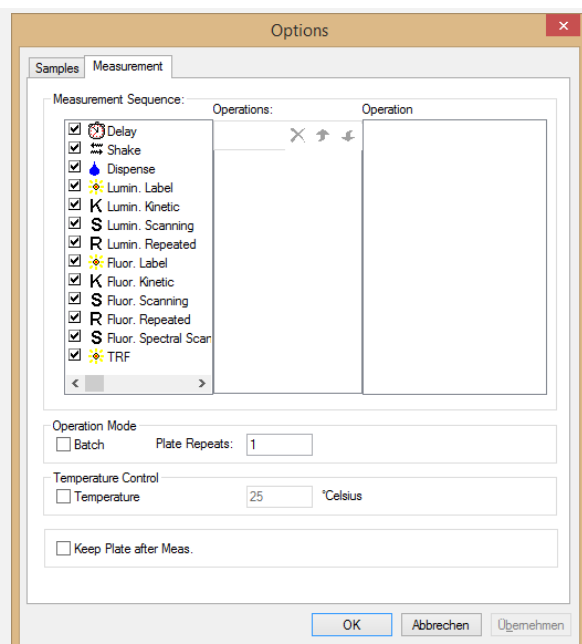 Options
Samples
Measurement
Measurement Sequence:
Operations:
Operation
Delay
Shake
Dispense
Lumin. Label
K Lumin. Kinetic
S Lumin. Scanning
R Lumin. Repeated
Fluor. Label
K Fluor. Kinetic
S Fluor. Scanning
R Fluor. Repeated
S Fluor. Spectral Scar
TRF
Operation Mode
Batch
Plate Repeats:
1
Temperature Control
Temperature
25
°Celsius
Keep Plate after Meas.
OK
Abbrechen
Übernehmen